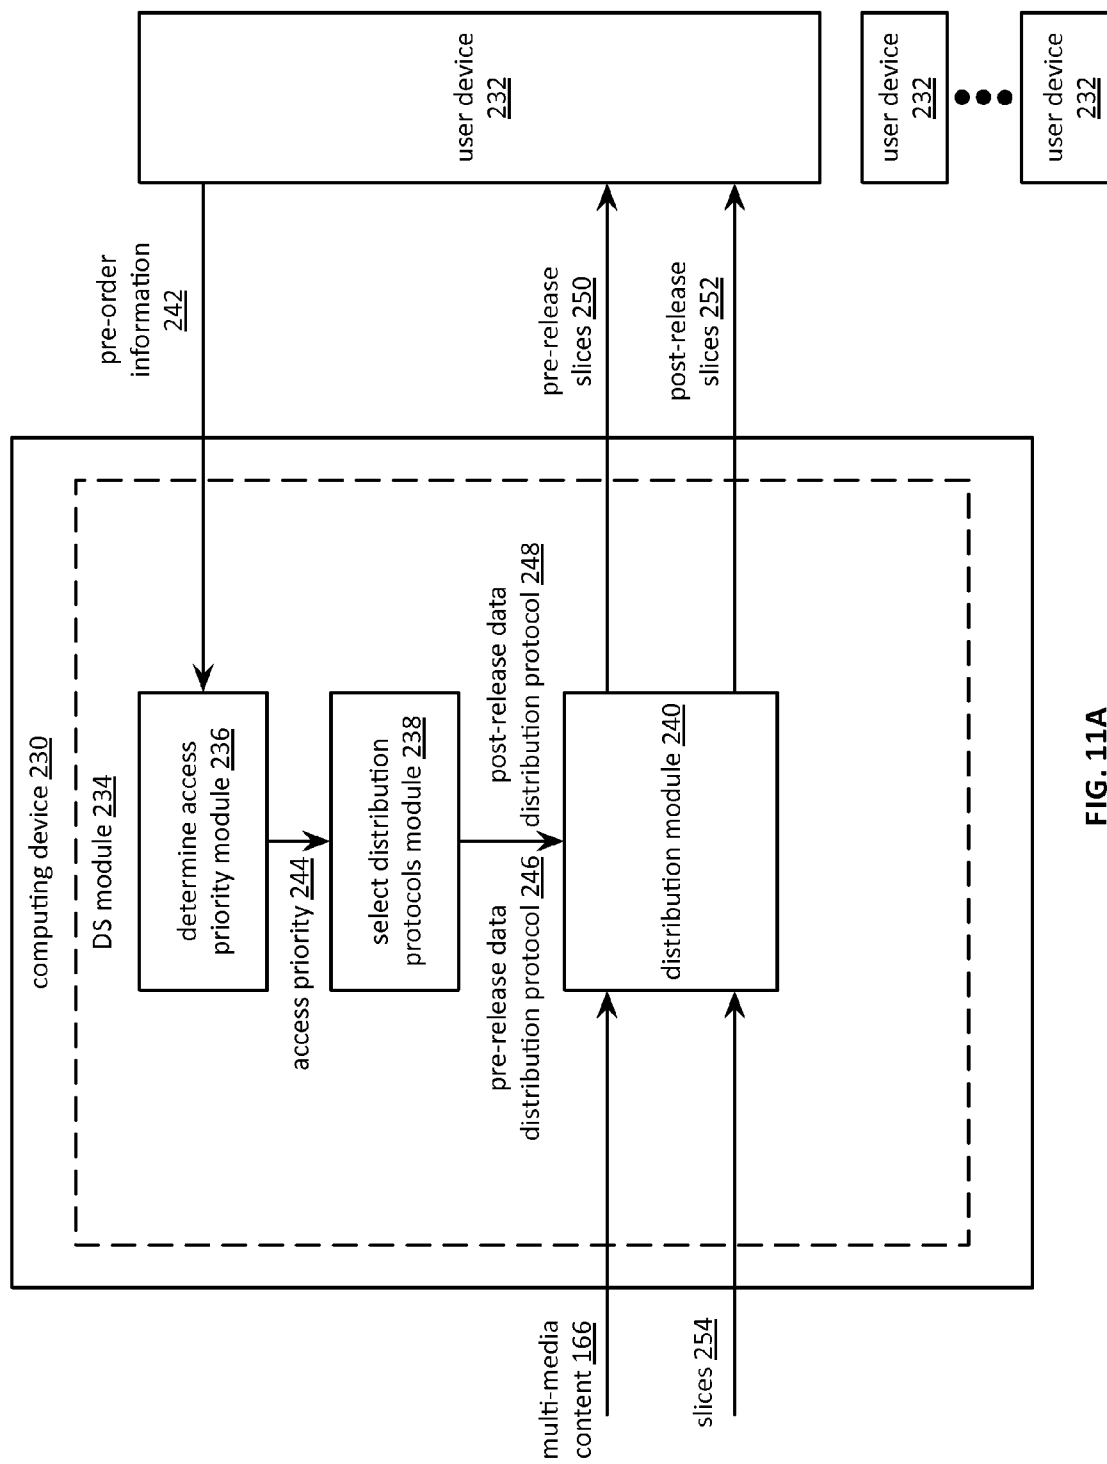 computing device 230
DS module 234
determine access
priority module 236
access priority 244
select distribution
protocols module 238
pre-release data
distribution protocol 246
post-release data
distribution protocol 248
distribution module 240
multi-media
content 166
slices 254
pre-order
information
242
pre-release
slices 250
post-release
slices 252
user device
232
user device
232
user device
232
FIG. 11A